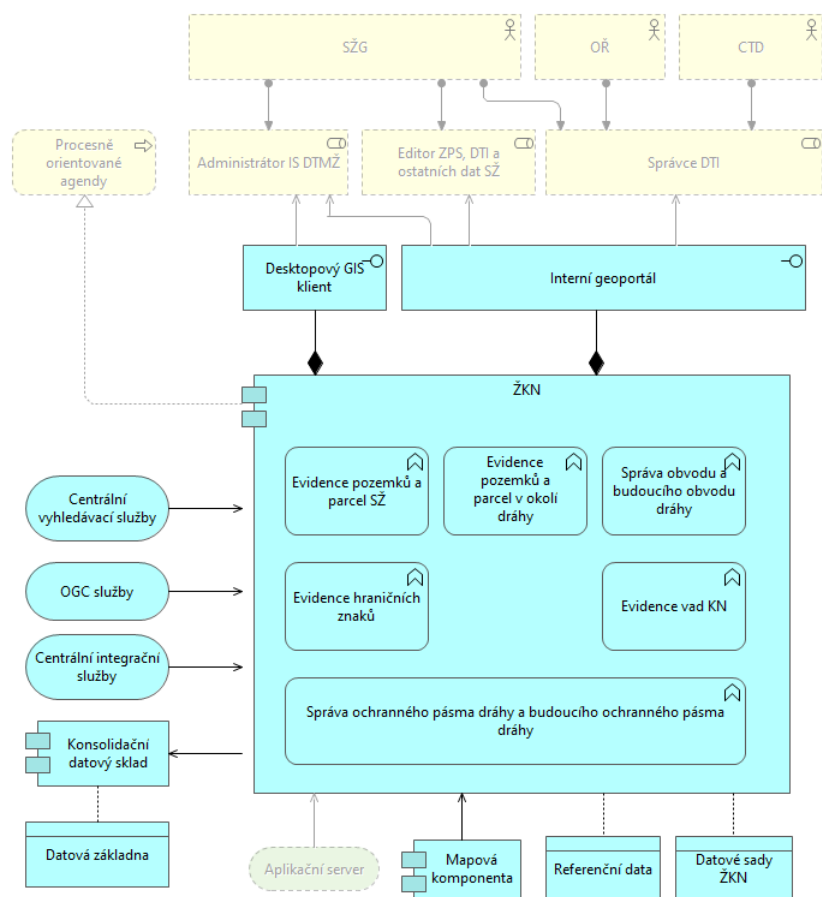 SŽG
OŘ
CTD
Procesně
orientované
agendy
Administrátor IS DTMŽ
Editor ZPS, DTI a
ostatních dat SŽ
Správce DTI
Desktopový GIS
klient
Interní geoportál
ŽKN
Evidence pozemků a
parcel SŽ
Evidence
pozemků a
parcel v okolí
dráhy
Správa obvodu a
budoucího obvodu
dráhy
Centrální
vyhledávací služby
OGC služby
Evidence hraničních
znaků
Evidence vad KN
Centrální integrační
služby
Správa ochranného pásma dráhy a budoucího ochranného pásma
dráhy
Konsolidační
datový sklad
Datová základna
Aplikační server
Mapová
komponenta
Referenční data
Datové sady
ŽKN